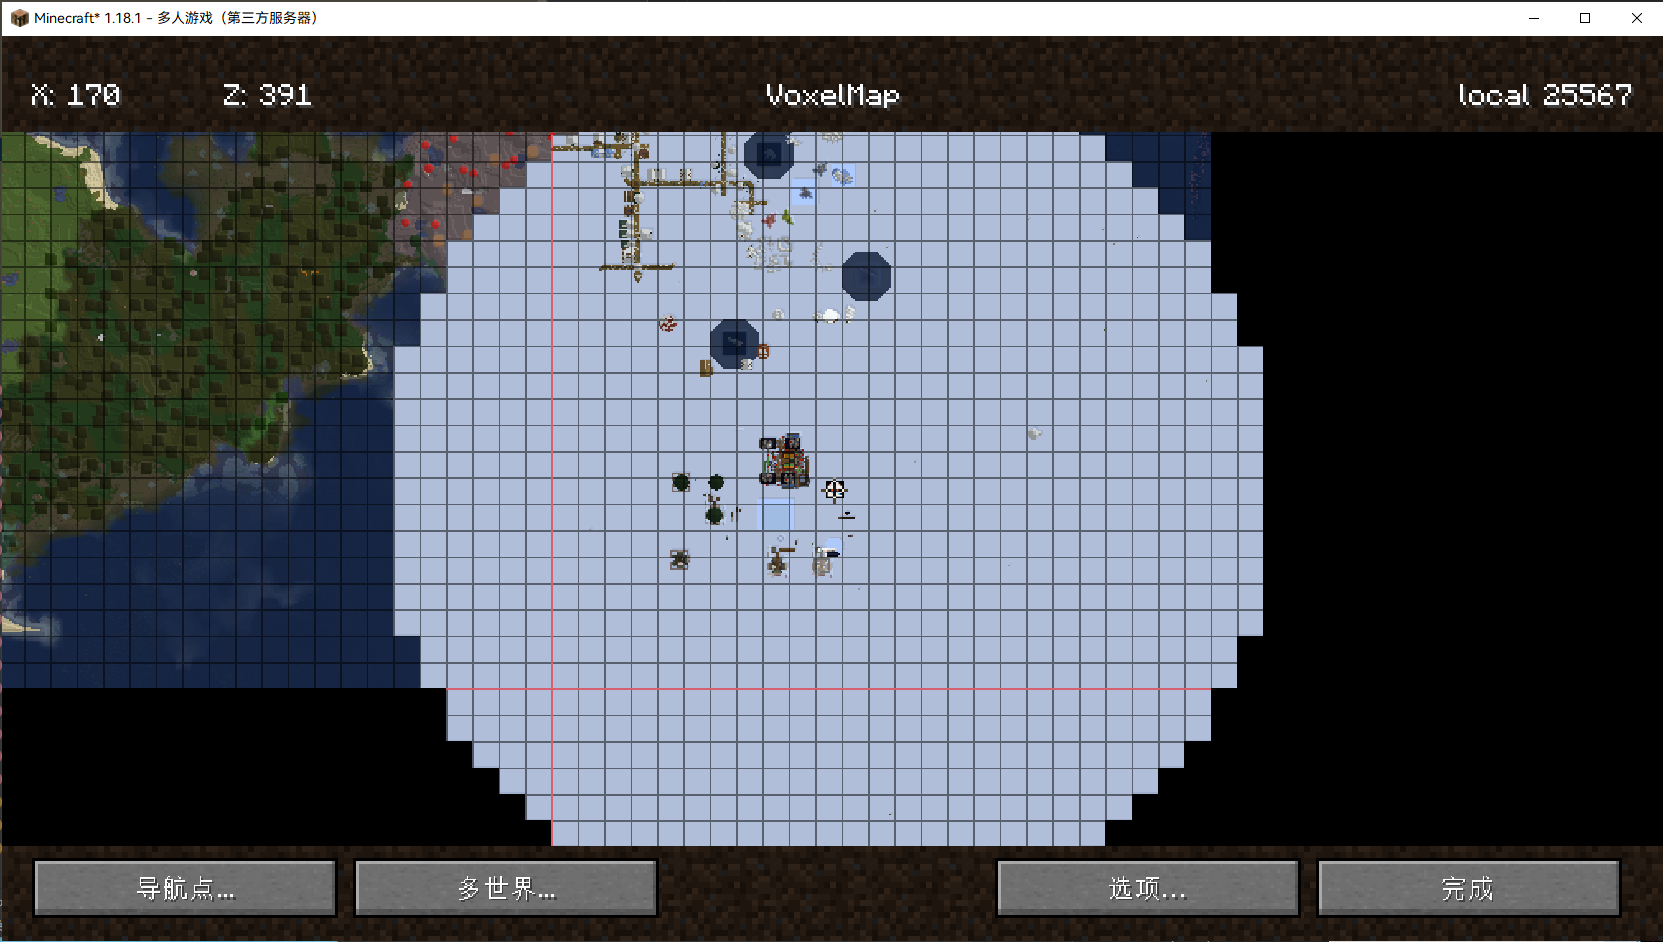 Minecraft* 1.18.1 - 多人游戏（第三方服务器）
X: 170 Z: 391 VoxelMap local 25567
导航点... 多世界... 选项... 完成